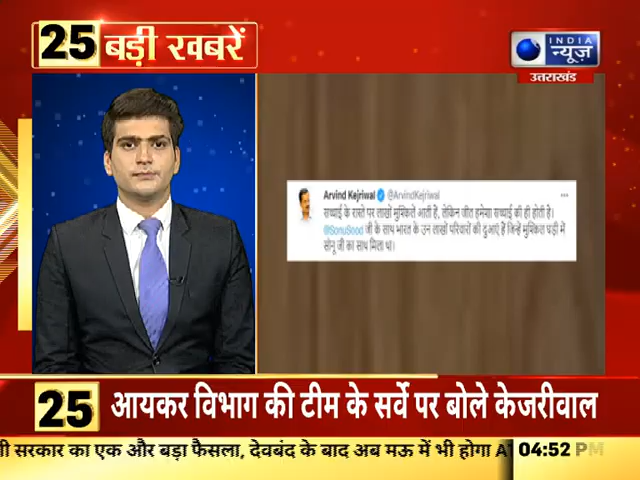 25 बड़ी खबरें
INDIA
न्यूज़
उत्तराखंड
Arvind Kejriwal @ArvindKejriwal
सच्चाई के रास्ते पर लाखों मुश्किलें आती हैं, लेकिन जीत हमेशा सच्चाई की ही होती है।
@SonuSood जी के साथ भारत के उन लाखों परिवारों की दुआएं हैं जिन्हें मुश्किल घड़ी में
सोनू जी का साथ मिला था।
25 आयकर विभाग की टीम के सर्वे पर बोले केजरीवाल
सरकार का एक और बड़ा फैसला, देवबंद के बाद अब मऊ में भी होगा
04:52 PM